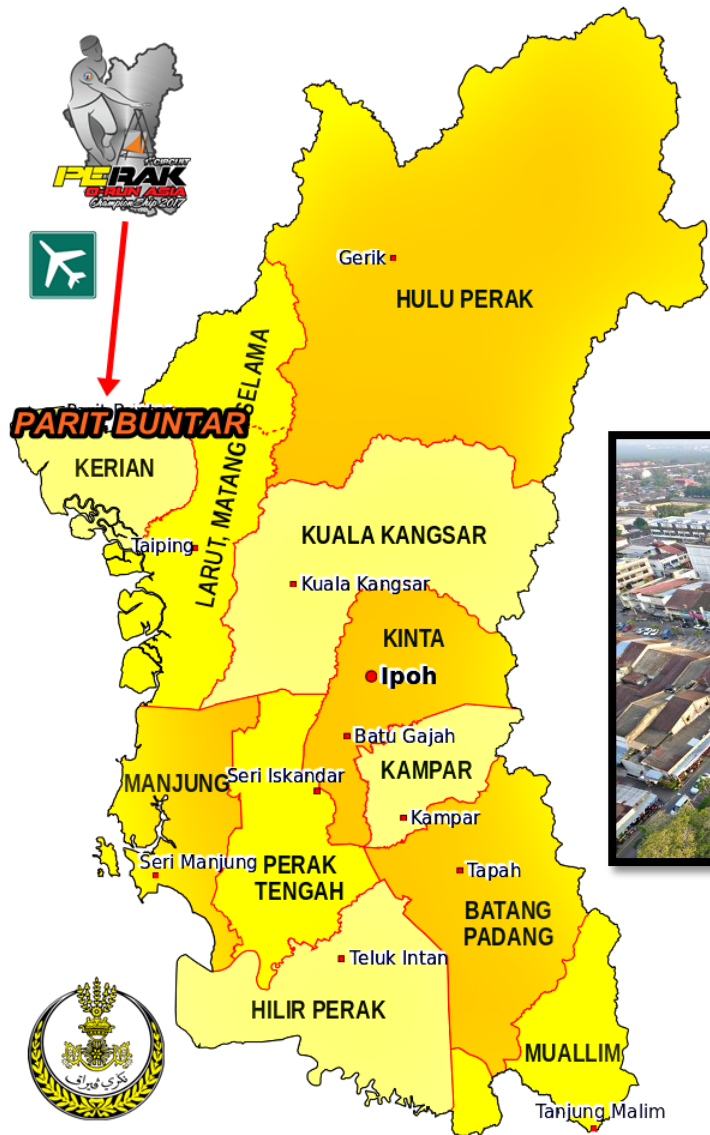 CIRCUIT
PERAK
O-RUN ASIA
ChampionShip 2017
Gerik
HULU PERAK
PARIT BUNTAR
KERIAN
LARUT, MATANG
SELAMA
Taiping
KUALA KANGSAR
Kuala Kangsar
KINTA
Ipoh
Batu Gajah
KAMPAR
Kampar
MANJUNG
Seri Iskandar
Seri Manjung
PERAK
TENGAH
Tapah
BATANG
PADANG
Teluk Intan
HILIR PERAK
MUALLIM
Tanjung Malim